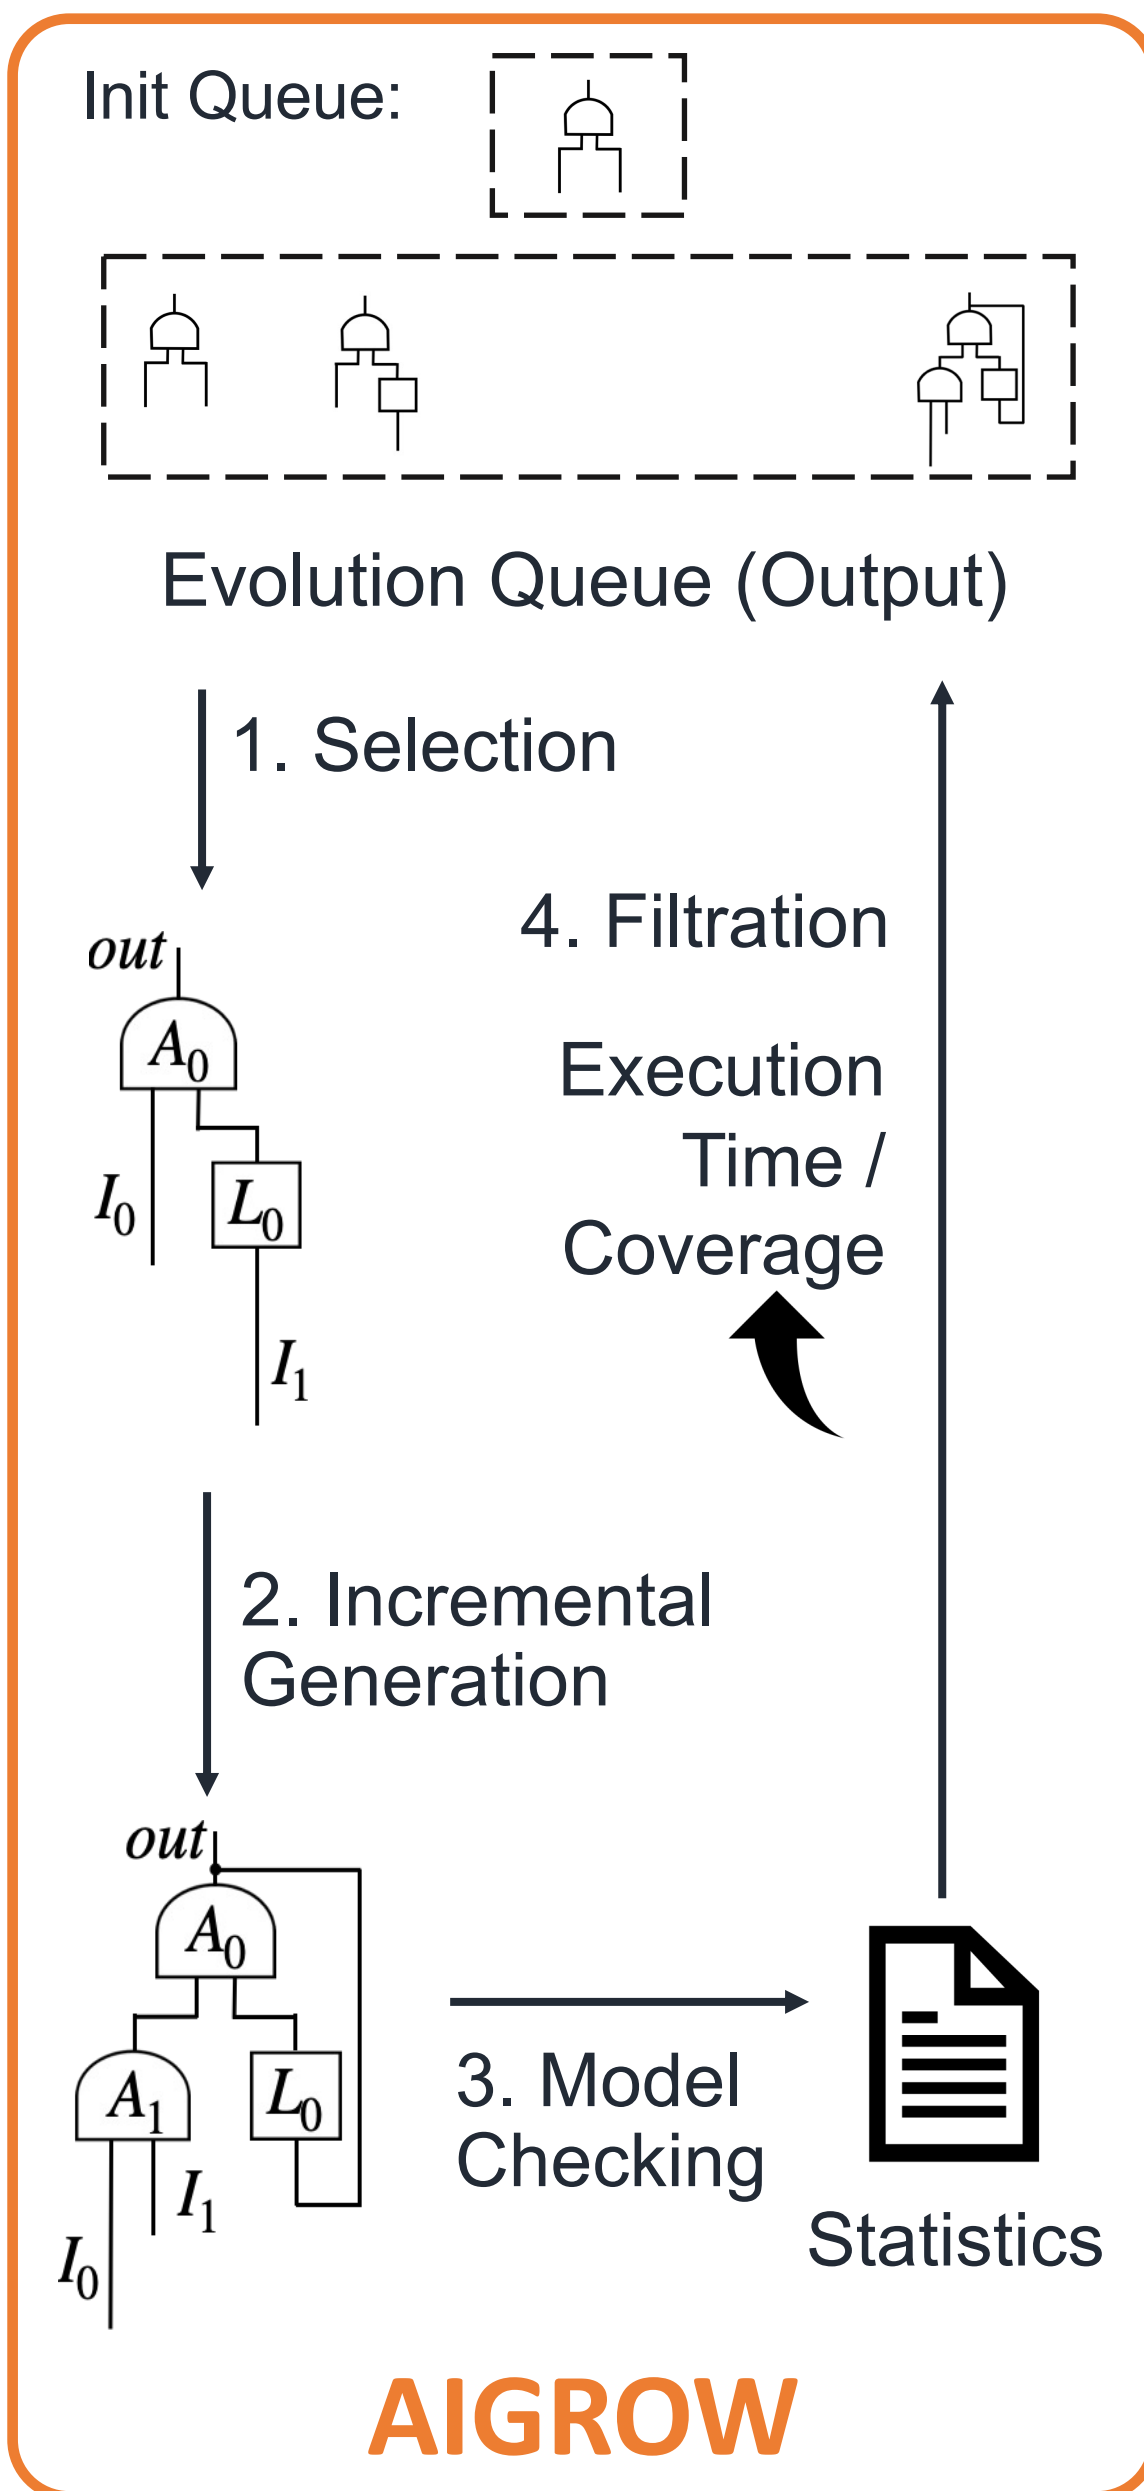 Init Queue:
Evolution Queue (Output)
1. Selection
out
A₀
I₀
L₀
I₁
4. Filtration
Execution
Time /
Coverage
2. Incremental
Generation
out
A₀
A₁
L₀
I₁
I₀
3. Model
Checking
Statistics
AIGROW